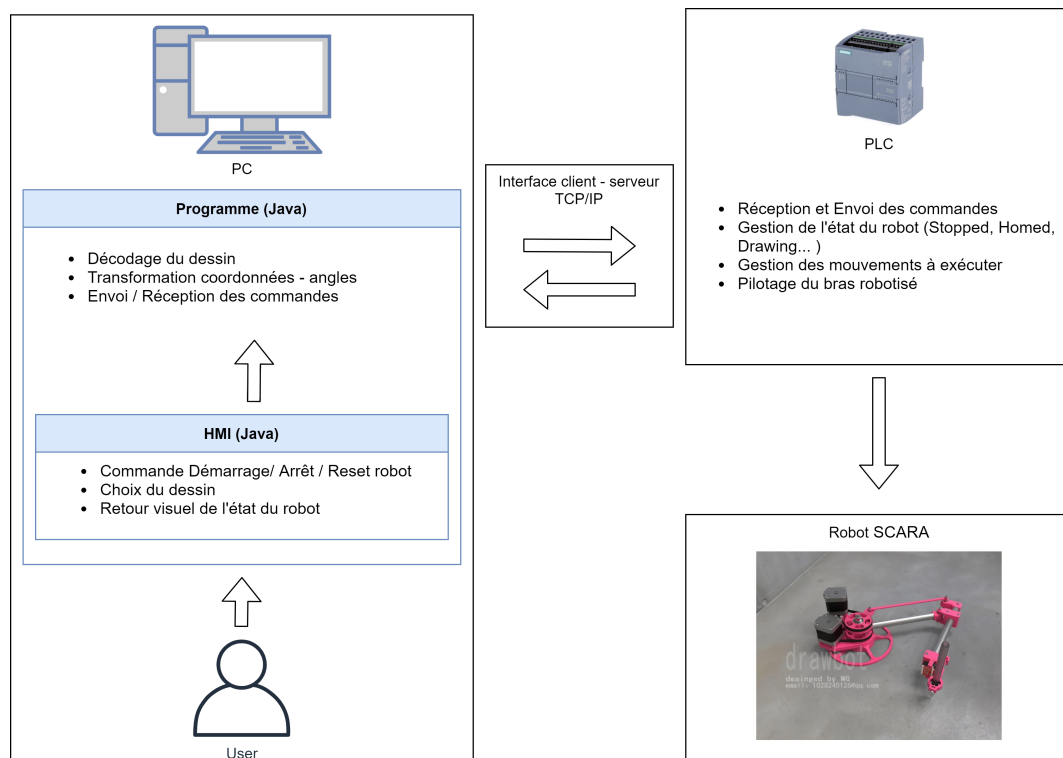 PC
Programme (Java)
Décodage du dessin
Transformation coordonnées - angles
Envoi / Réception des commandes
HMI (Java)
Commande Démarrage/ Arrêt / Reset robot
Choix du dessin
Retour visuel de l'état du robot
User
Interface client - serveur
TCP/IP
PLC
Réception et Envoi des commandes
Gestion de l'état du robot (Stopped, Homed,
Drawing... )
Gestion des mouvements à exécuter
Pilotage du bras robotisé
Robot SCARA
drawbot
desinped by MG